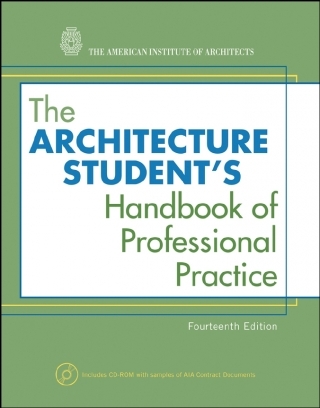 THE AMERICAN INSTITUTE OF ARCHITECTS
The
ARCHITECTURE
STUDENT'S
Handbook of
Professional
Practice
Fourteenth Edition
Includes CD-ROM with samples of AIA Contract Documents